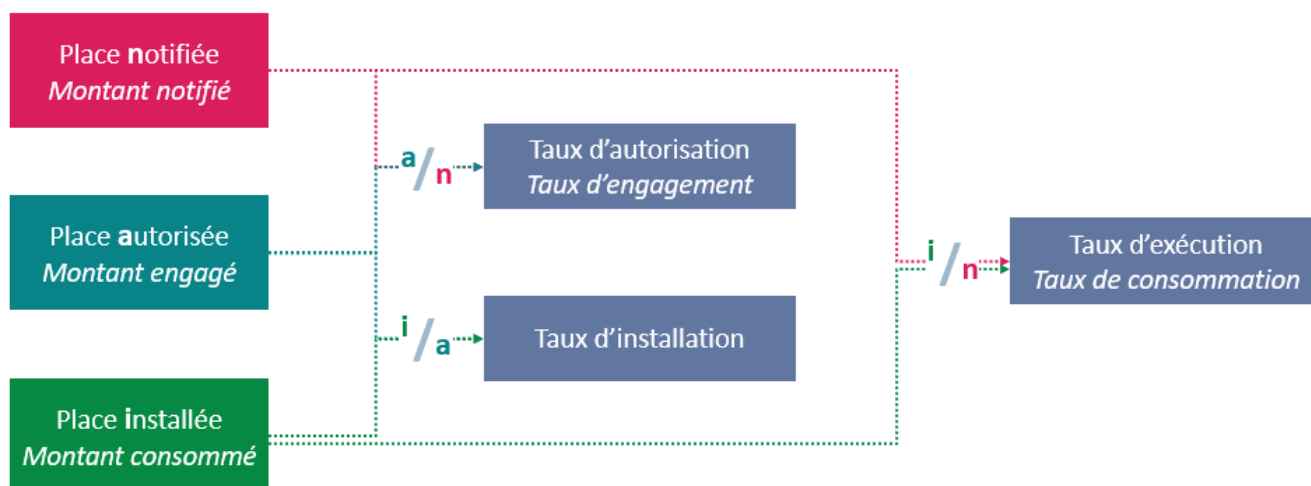 Place notifiée
Montant notifié
a/n
Taux d’autorisation
Taux d’engagement
Place autorisée
Montant engagé
i/n
Taux d’exécution
Taux de consommation
i/a
Taux d’installation
Place installée
Montant consommé